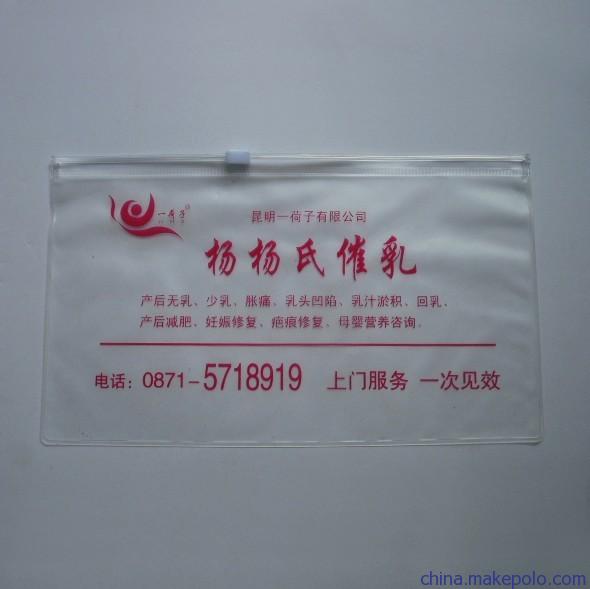 一荷子
昆明一荷子有限公司
杨杨氏催乳
产后无乳、少乳、胀痛、乳头凹陷、乳汁淤积、回乳、
产后减肥、妊娠修复、疤痕修复、母婴营养咨询。
电话：0871-5718919 上门服务 一次见效
china.makepolo.com